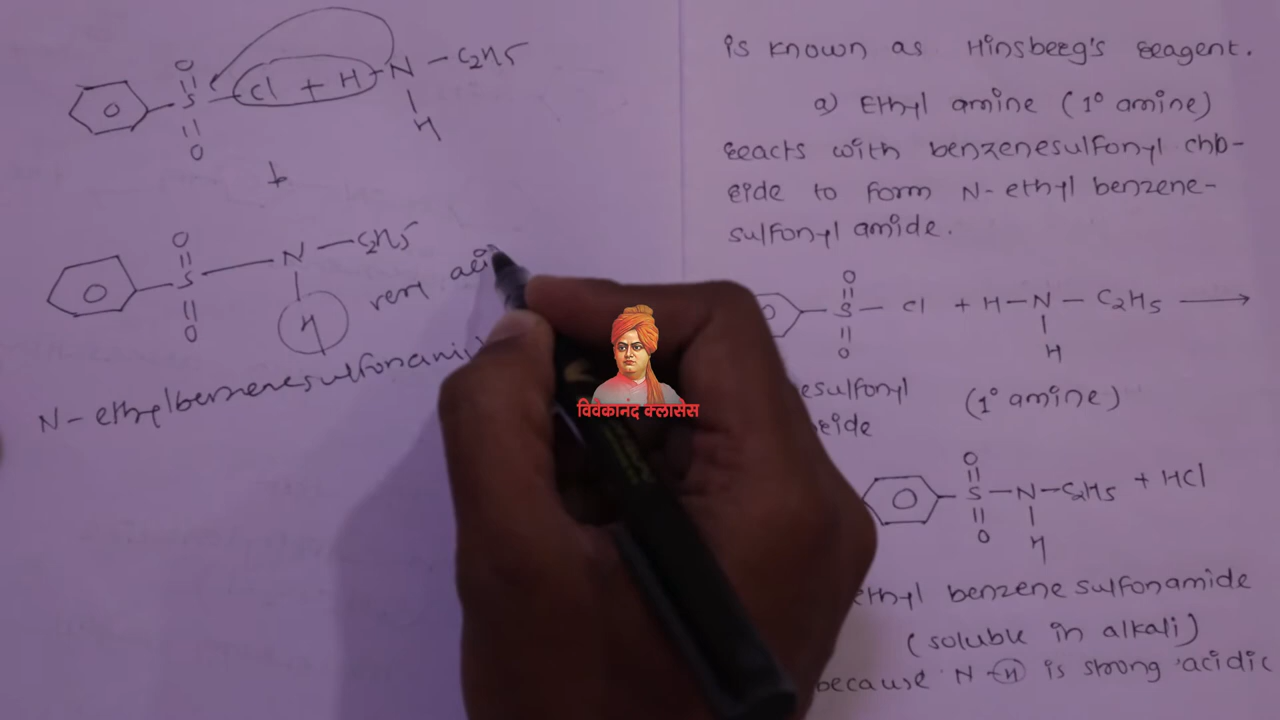 O
S – Cl + H – N – C2H5
O
H
O
S – N – C2H5
O
H
very
N- ethylbenzenesulfonami
is known as Hinsberg's reagent.
a) Ethyl amine (1° amine)
reacts with benzenesulfonyl chlo-
ride to form N-ethyl benzene-
sulfonyl amide.
O
S – Cl + H – N – C2H5 ⟶
O
H
esulfonyl (1° amine)
ride
O
S – N – C2H5 + HCl
O
H
ethyl benzene sulfonamide
(soluble in alkali)
because N–H is strong acidic
विवेकानंद क्लासेस